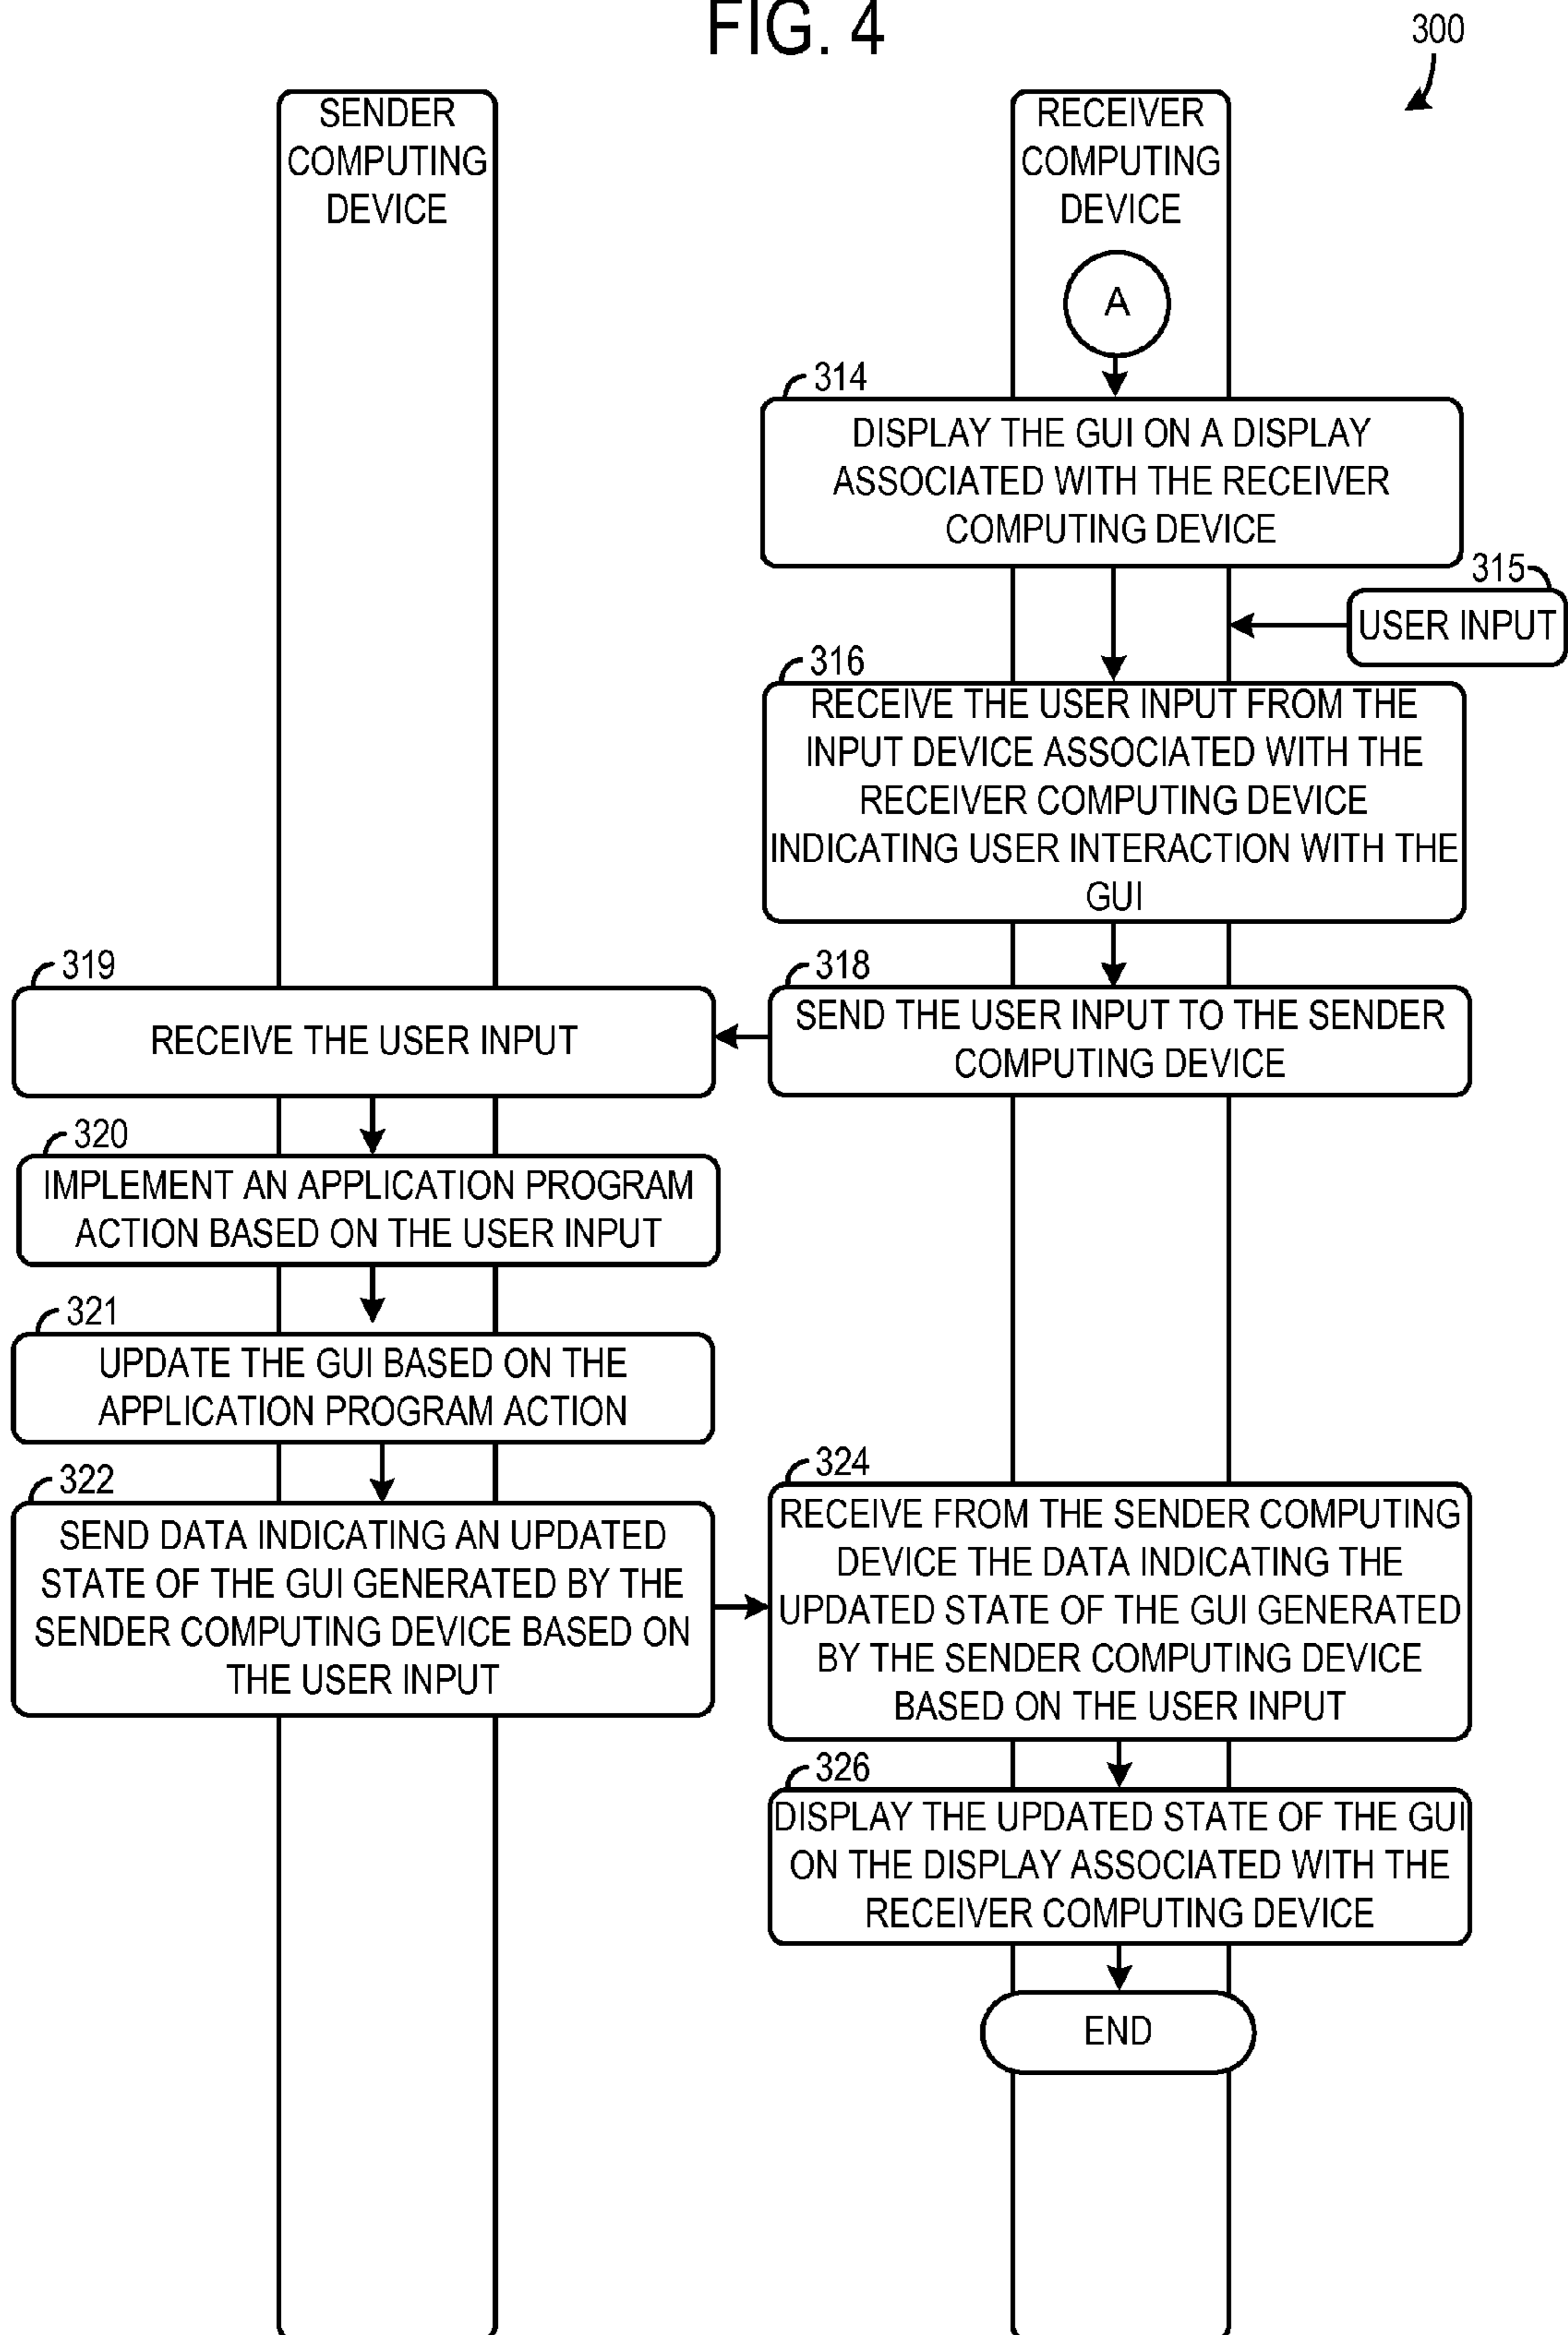 FIG. 4
300
SENDER
COMPUTING
DEVICE
RECEIVER
COMPUTING
DEVICE
A
314
DISPLAY THE GUI ON A DISPLAY
ASSOCIATED WITH THE RECEIVER
COMPUTING DEVICE
315
USER INPUT
316
RECEIVE THE USER INPUT FROM THE
INPUT DEVICE ASSOCIATED WITH THE
RECEIVER COMPUTING DEVICE
INDICATING USER INTERACTION WITH THE
GUI
318
SEND THE USER INPUT TO THE SENDER
COMPUTING DEVICE
319
RECEIVE THE USER INPUT
320
IMPLEMENT AN APPLICATION PROGRAM
ACTION BASED ON THE USER INPUT
321
UPDATE THE GUI BASED ON THE
APPLICATION PROGRAM ACTION
322
SEND DATA INDICATING AN UPDATED
STATE OF THE GUI GENERATED BY THE
SENDER COMPUTING DEVICE BASED ON
THE USER INPUT
324
RECEIVE FROM THE SENDER COMPUTING
DEVICE THE DATA INDICATING THE
UPDATED STATE OF THE GUI GENERATED
BY THE SENDER COMPUTING DEVICE
BASED ON THE USER INPUT
326
DISPLAY THE UPDATED STATE OF THE GUI
ON THE DISPLAY ASSOCIATED WITH THE
RECEIVER COMPUTING DEVICE
END